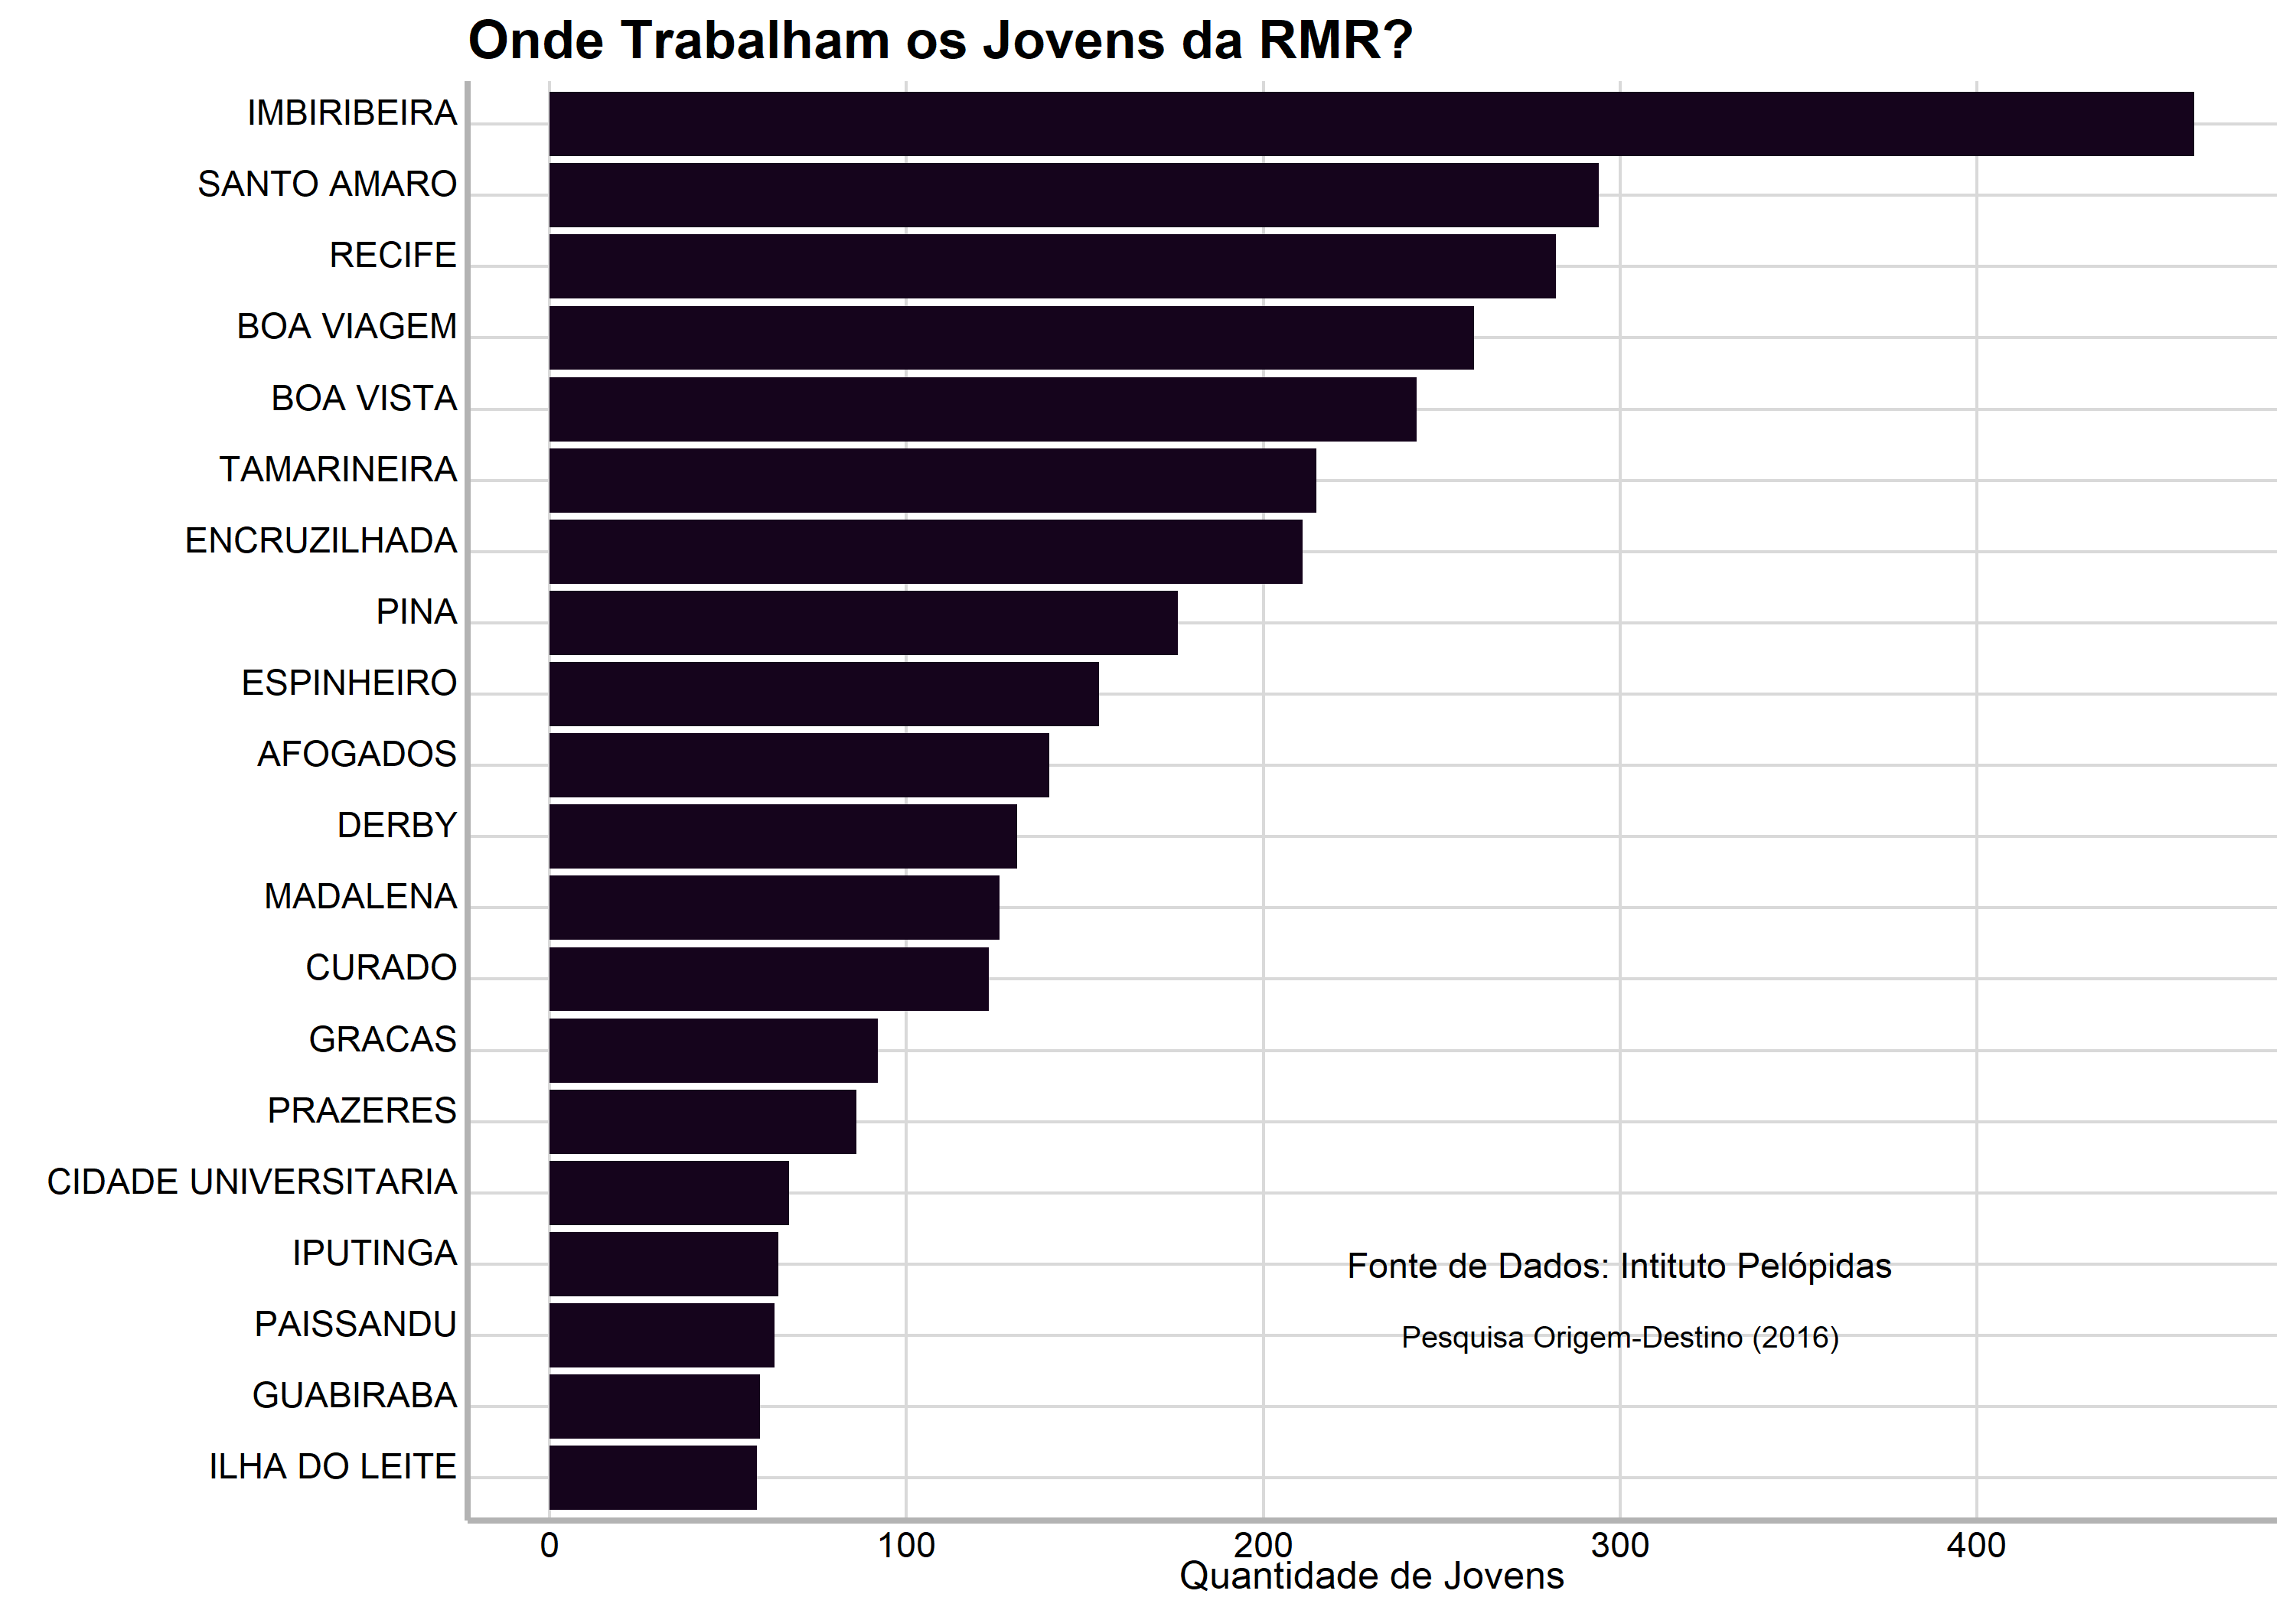 Onde Trabalham os Jovens da RMR?
IMBIRIBEIRA
SANTO AMARO
RECIFE
BOA VIAGEM
BOA VISTA
TAMARINEIRA
ENCRUZILHADA
PINA
ESPINHEIRO
AFOGADOS
DERBY
MADALENA
CURADO
GRACAS
PRAZERES
CIDADE UNIVERSITARIA
IPUTINGA
Fonte de Dados: Intituto Pelópidas
PAISSANDU
Pesquisa Origem-Destino (2016)
GUABIRABA
ILHA DO LEITE
0 100 200 300 400
Quantidade de Jovens